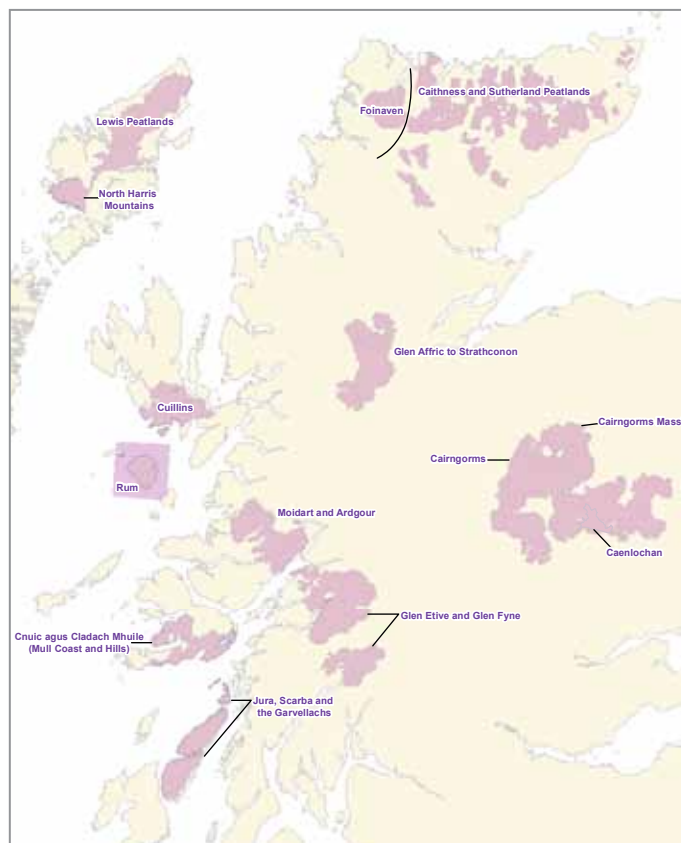 Caithness and Sutherland Peatlands
Foinaven
Lewis Peatlands
North Harris
Mountains
Glen Affric to Strathconon
Cuillins
Cairngorms Mass
Cairngorms
Rum
Moidart and Ardgour
Caenlochan
Glen Etive and Glen Fyne
Cnuic agus Cladach Mhuile
(Mull Coast and Hills)
Jura, Scarba and
the Garvellachs